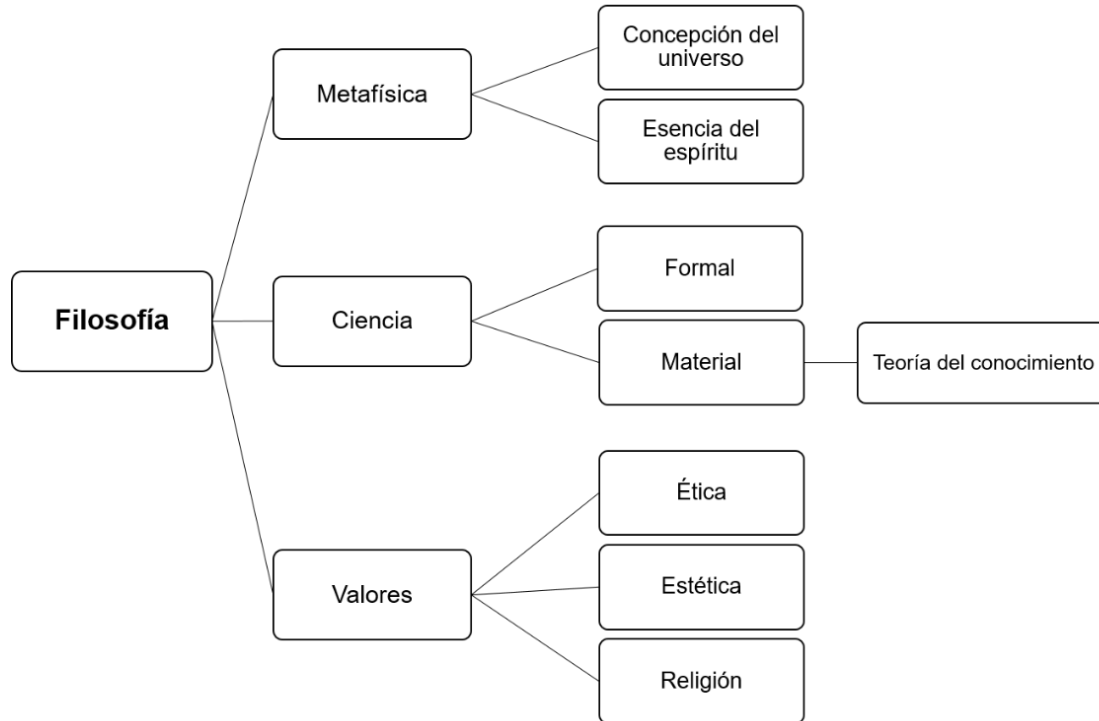 Filosofía
Metafísica
Concepción del
universo
Esencia del
espíritu
Ciencia
Formal
Material
Teoría del conocimiento
Valores
Ética
Estética
Religión